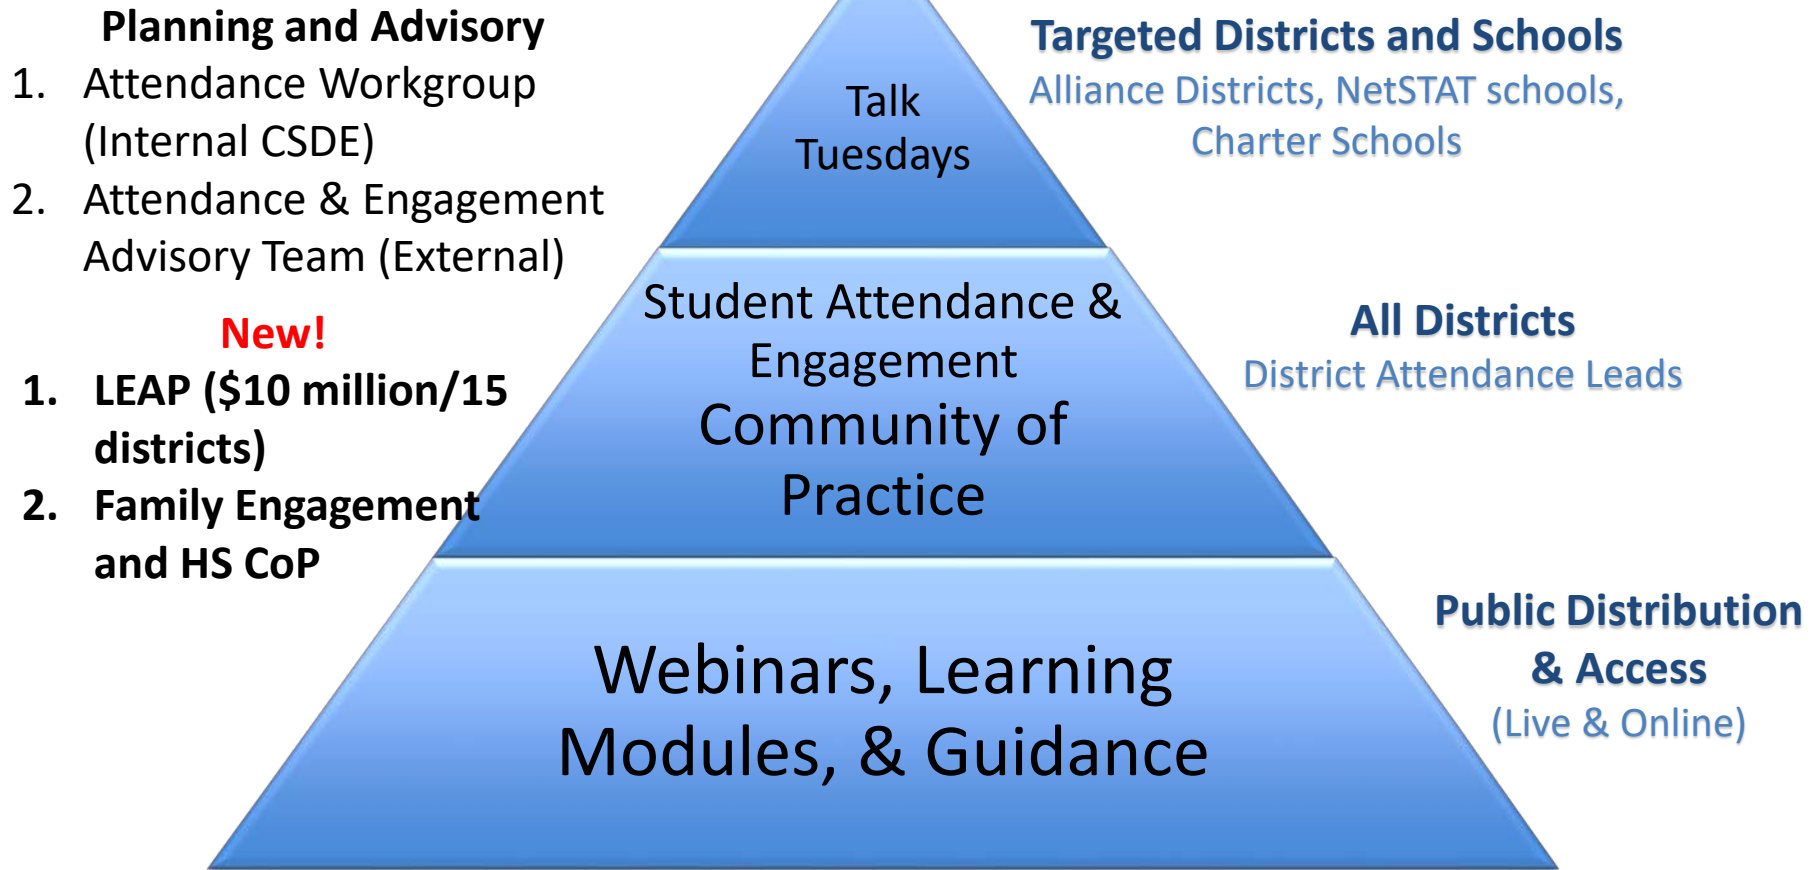 Planning and Advisory
1. Attendance Workgroup
(Internal CSDE)
2. Attendance & Engagement
Advisory Team (External)
New!
1. LEAP ($10 million/15
districts)
2. Family Engagement
and HS CoP
Talk
Tuesdays
Student Attendance &
Engagement
Community of
Practice
Webinars, Learning
Modules, & Guidance
Targeted Districts and Schools
Alliance Districts, NetSTAT schools,
Charter Schools
All Districts
District Attendance Leads
Public Distribution
& Access
(Live & Online)